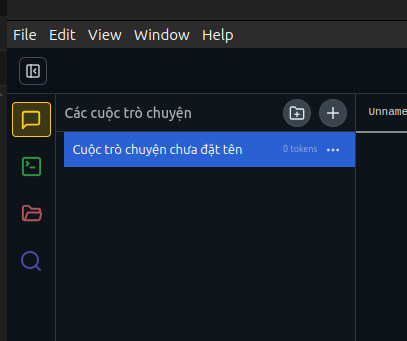 File Edit View Window Help
Các cuộc trò chuyện
Unname
Cuộc trò chuyện chưa đặt tên 0 tokens